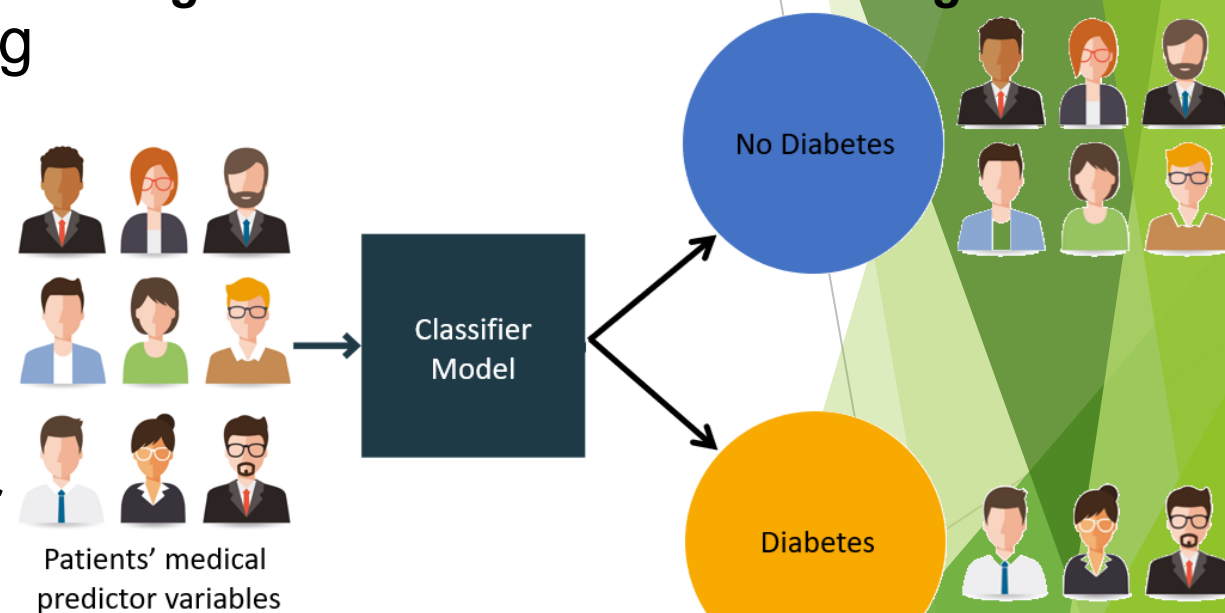 g
No Diabetes
Classifier
Model
Diabetes
Patients’ medical
predictor variables